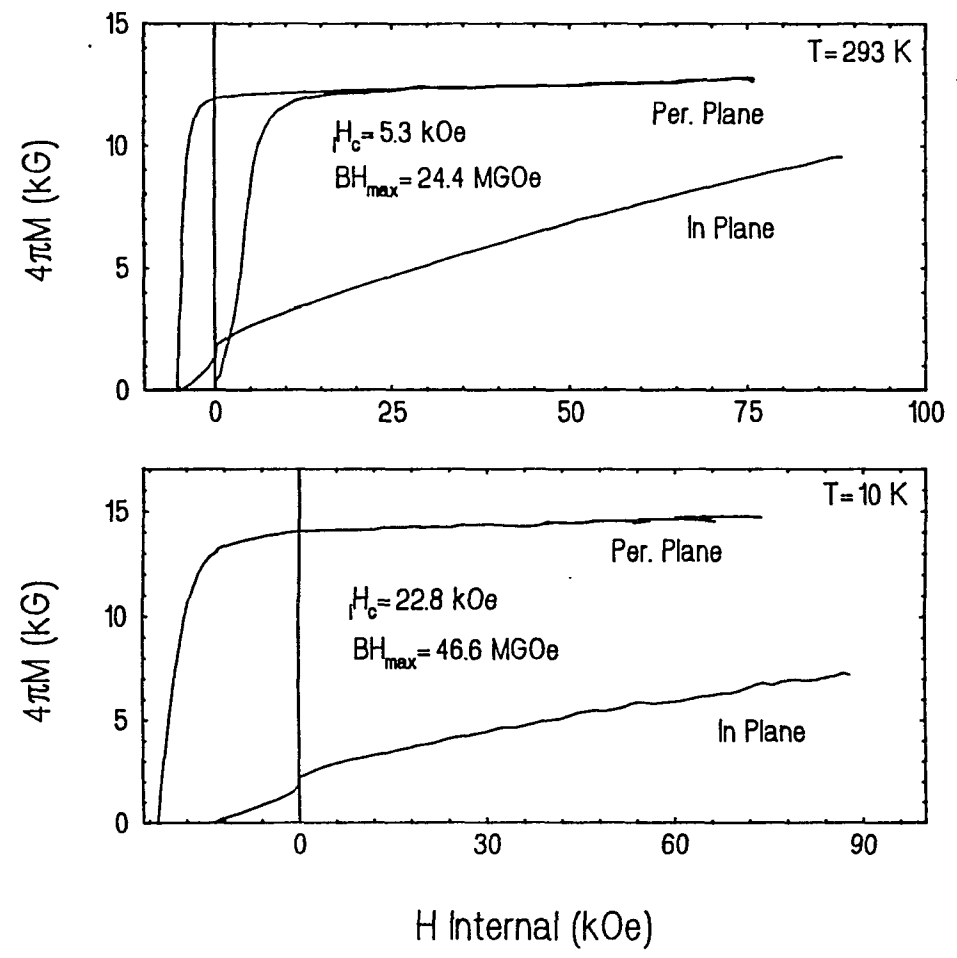 15
10
5
0
4πM (kG)
T=293 K
Per. Plane
In Plane
ᵢHc=5.3 kOe
BHmax=24.4 MGOe
0 25 50 75 100
15
10
5
0
4πM (kG)
T=10 K
Per. Plane
In Plane
ᵢHc=22.8 kOe
BHmax=46.6 MGOe
0 30 60 90
H Internal (kOe)